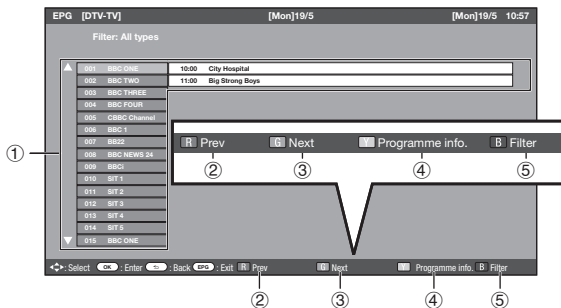 EPG [DTV-TV] [Mon]19/5 [Mon]19/5 10:57
Filter: All types
001 BBC ONE 10:00 City Hospital
002 BBC TWO 11:00 Big Strong Boys
003 BBC THREE
004 BBC FOUR
005 CBBC Channel
006 BBC 1
007 BB22
008 BBC NEWS 24
009 BBCi
010 SIT 1
011 SIT 2
012 SIT 3
013 SIT 4
014 SIT 5
015 BBC ONE
①
R Prev G Next Y Programme info. B Filter
② ③ ④ ⑤
: Select OK : Enter : Back EPG : Exit R Prev G Next Y Programme info. B Filter
② ③ ④ ⑤